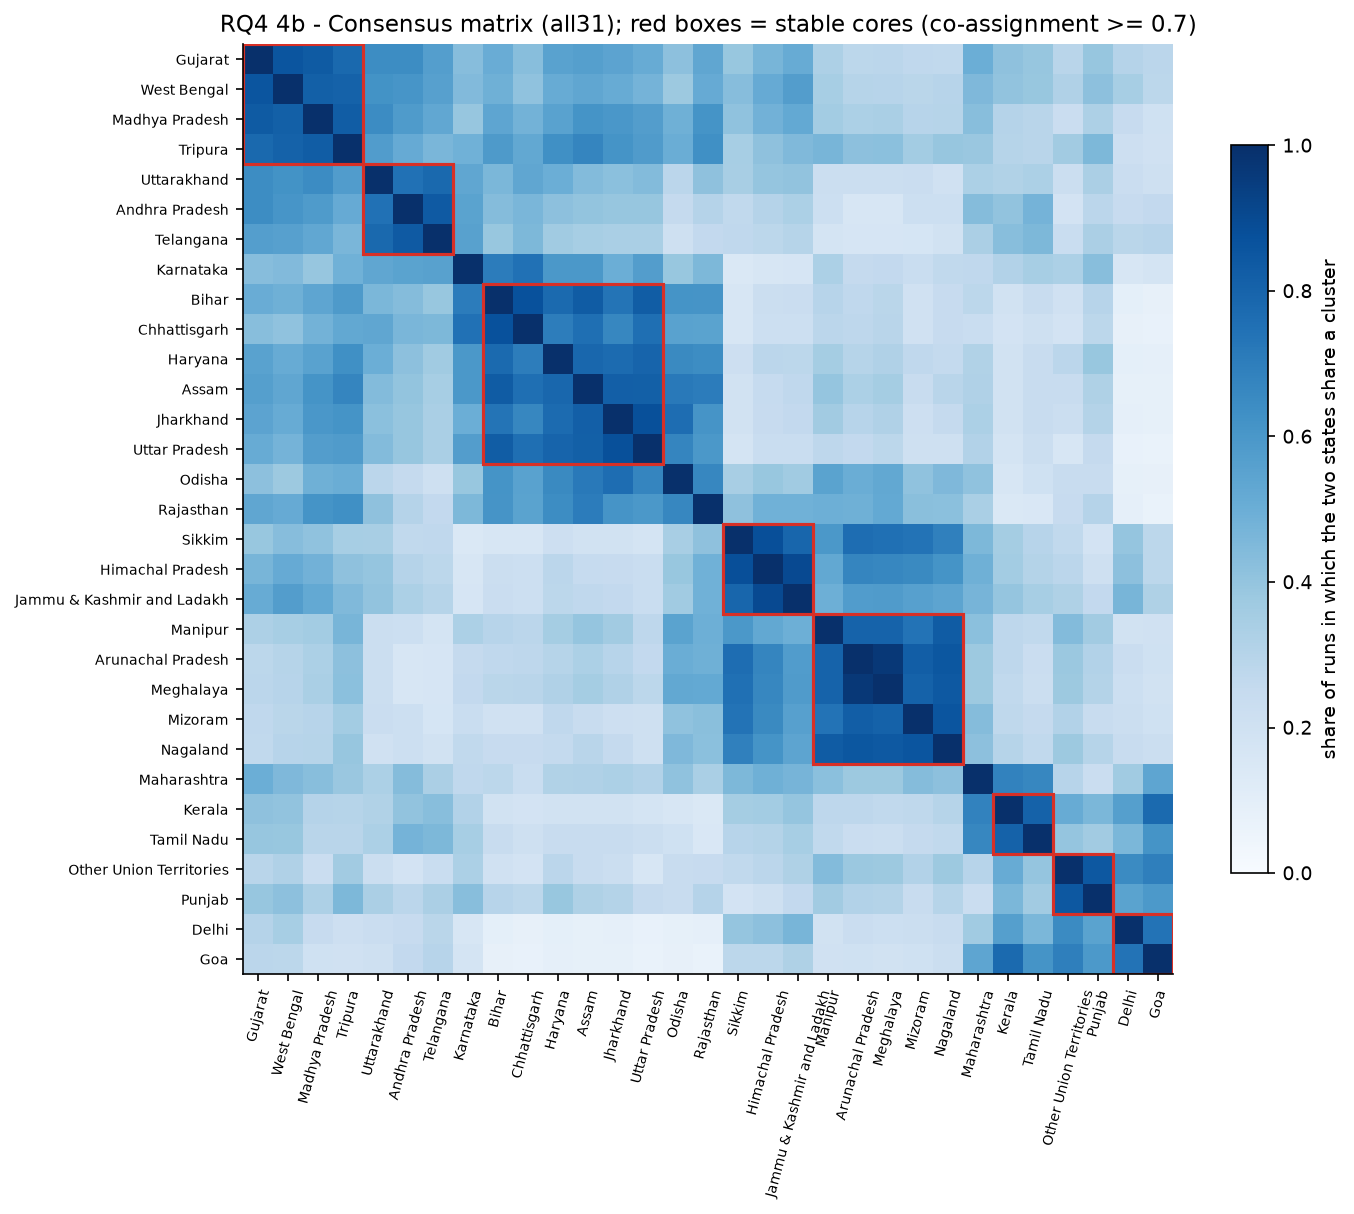 RQ4 4b - Consensus matrix (all31); red boxes = stable cores (co-assignment >= 0.7)
Gujarat
West Bengal
Madhya Pradesh
Tripura
Uttarakhand
Andhra Pradesh
Telangana
Karnataka
Bihar
Chhattisgarh
Haryana
Assam
Jharkhand
Uttar Pradesh
Odisha
Rajasthan
Sikkim
Himachal Pradesh
Jammu & Kashmir and Ladakh
Manipur
Arunachal Pradesh
Meghalaya
Mizoram
Nagaland
Maharashtra
Kerala
Tamil Nadu
Other Union Territories
Punjab
Delhi
Goa
Gujarat
West Bengal
Madhya Pradesh
Tripura
Uttarakhand
Andhra Pradesh
Telangana
Karnataka
Bihar
Chhattisgarh
Haryana
Assam
Jharkhand
Uttar Pradesh
Odisha
Rajasthan
Sikkim
Himachal Pradesh
Jammu & Kashmir and Ladakh
Manipur
Arunachal Pradesh
Meghalaya
Mizoram
Nagaland
Maharashtra
Kerala
Tamil Nadu
Other Union Territories
Punjab
Delhi
Goa
1.0
0.8
0.6
0.4
0.2
0.0
share of runs in which the two states share a cluster